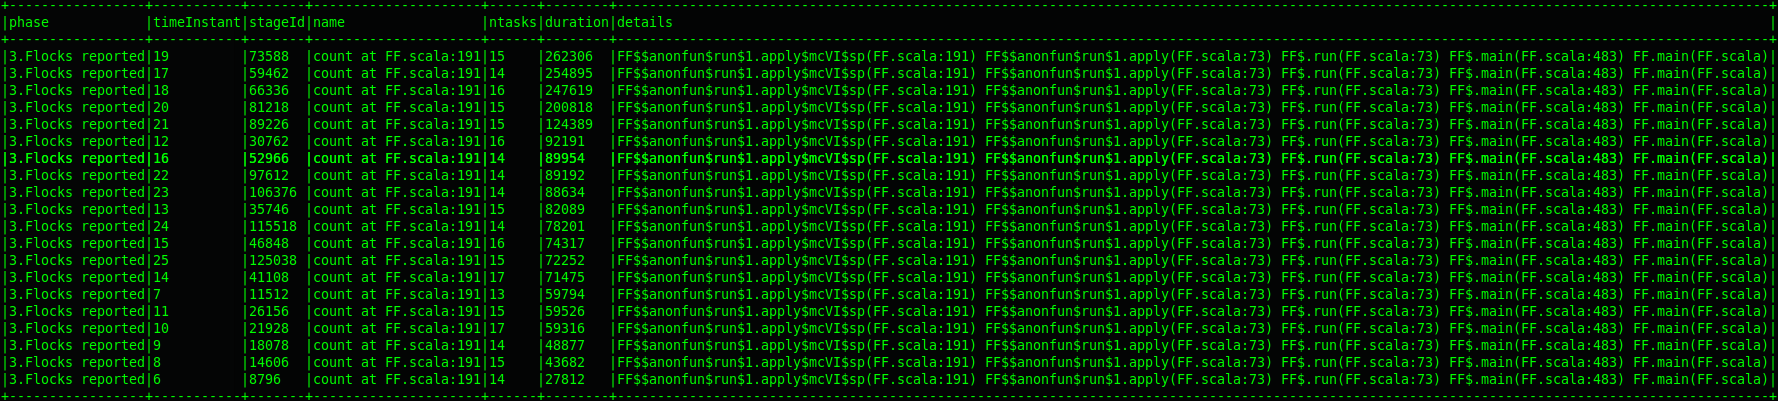 +-----------------+-----------+-------+---------------------+------+--------+------------------------------------------------------------------------------------------------------------------------------------------------+
|phase            |timeInstant|stageId|name                 |ntasks|duration|details                                                                                                                                         |
+-----------------+-----------+-------+---------------------+------+--------+------------------------------------------------------------------------------------------------------------------------------------------------+
|3.Flocks reported|19         |73588  |count at FF.scala:191|15    |262306  |FF$$anonfun$run$1.apply$mcVI$sp(FF.scala:191) FF$$anonfun$run$1.apply(FF.scala:73) FF$.run(FF.scala:73) FF$.main(FF.scala:483) FF.main(FF.scala)|
|3.Flocks reported|17         |59462  |count at FF.scala:191|14    |254895  |FF$$anonfun$run$1.apply$mcVI$sp(FF.scala:191) FF$$anonfun$run$1.apply(FF.scala:73) FF$.run(FF.scala:73) FF$.main(FF.scala:483) FF.main(FF.scala)|
|3.Flocks reported|18         |66336  |count at FF.scala:191|16    |247619  |FF$$anonfun$run$1.apply$mcVI$sp(FF.scala:191) FF$$anonfun$run$1.apply(FF.scala:73) FF$.run(FF.scala:73) FF$.main(FF.scala:483) FF.main(FF.scala)|
|3.Flocks reported|20         |81218  |count at FF.scala:191|15    |200818  |FF$$anonfun$run$1.apply$mcVI$sp(FF.scala:191) FF$$anonfun$run$1.apply(FF.scala:73) FF$.run(FF.scala:73) FF$.main(FF.scala:483) FF.main(FF.scala)|
|3.Flocks reported|21         |89226  |count at FF.scala:191|15    |124389  |FF$$anonfun$run$1.apply$mcVI$sp(FF.scala:191) FF$$anonfun$run$1.apply(FF.scala:73) FF$.run(FF.scala:73) FF$.main(FF.scala:483) FF.main(FF.scala)|
|3.Flocks reported|12         |30762  |count at FF.scala:191|16    |92191   |FF$$anonfun$run$1.apply$mcVI$sp(FF.scala:191) FF$$anonfun$run$1.apply(FF.scala:73) FF$.run(FF.scala:73) FF$.main(FF.scala:483) FF.main(FF.scala)|
|3.Flocks reported|16         |52966  |count at FF.scala:191|14    |89954   |FF$$anonfun$run$1.apply$mcVI$sp(FF.scala:191) FF$$anonfun$run$1.apply(FF.scala:73) FF$.run(FF.scala:73) FF$.main(FF.scala:483) FF.main(FF.scala)|
|3.Flocks reported|22         |97612  |count at FF.scala:191|14    |89192   |FF$$anonfun$run$1.apply$mcVI$sp(FF.scala:191) FF$$anonfun$run$1.apply(FF.scala:73) FF$.run(FF.scala:73) FF$.main(FF.scala:483) FF.main(FF.scala)|
|3.Flocks reported|23         |106376 |count at FF.scala:191|14    |88634   |FF$$anonfun$run$1.apply$mcVI$sp(FF.scala:191) FF$$anonfun$run$1.apply(FF.scala:73) FF$.run(FF.scala:73) FF$.main(FF.scala:483) FF.main(FF.scala)|
|3.Flocks reported|13         |35746  |count at FF.scala:191|15    |82089   |FF$$anonfun$run$1.apply$mcVI$sp(FF.scala:191) FF$$anonfun$run$1.apply(FF.scala:73) FF$.run(FF.scala:73) FF$.main(FF.scala:483) FF.main(FF.scala)|
|3.Flocks reported|24         |115518 |count at FF.scala:191|14    |78201   |FF$$anonfun$run$1.apply$mcVI$sp(FF.scala:191) FF$$anonfun$run$1.apply(FF.scala:73) FF$.run(FF.scala:73) FF$.main(FF.scala:483) FF.main(FF.scala)|
|3.Flocks reported|15         |46848  |count at FF.scala:191|16    |74317   |FF$$anonfun$run$1.apply$mcVI$sp(FF.scala:191) FF$$anonfun$run$1.apply(FF.scala:73) FF$.run(FF.scala:73) FF$.main(FF.scala:483) FF.main(FF.scala)|
|3.Flocks reported|25         |125038 |count at FF.scala:191|15    |72252   |FF$$anonfun$run$1.apply$mcVI$sp(FF.scala:191) FF$$anonfun$run$1.apply(FF.scala:73) FF$.run(FF.scala:73) FF$.main(FF.scala:483) FF.main(FF.scala)|
|3.Flocks reported|14         |41108  |count at FF.scala:191|17    |71475   |FF$$anonfun$run$1.apply$mcVI$sp(FF.scala:191) FF$$anonfun$run$1.apply(FF.scala:73) FF$.run(FF.scala:73) FF$.main(FF.scala:483) FF.main(FF.scala)|
|3.Flocks reported|7          |11512  |count at FF.scala:191|13    |59794   |FF$$anonfun$run$1.apply$mcVI$sp(FF.scala:191) FF$$anonfun$run$1.apply(FF.scala:73) FF$.run(FF.scala:73) FF$.main(FF.scala:483) FF.main(FF.scala)|
|3.Flocks reported|11         |26156  |count at FF.scala:191|15    |59526   |FF$$anonfun$run$1.apply$mcVI$sp(FF.scala:191) FF$$anonfun$run$1.apply(FF.scala:73) FF$.run(FF.scala:73) FF$.main(FF.scala:483) FF.main(FF.scala)|
|3.Flocks reported|10         |21928  |count at FF.scala:191|17    |59316   |FF$$anonfun$run$1.apply$mcVI$sp(FF.scala:191) FF$$anonfun$run$1.apply(FF.scala:73) FF$.run(FF.scala:73) FF$.main(FF.scala:483) FF.main(FF.scala)|
|3.Flocks reported|9          |18078  |count at FF.scala:191|14    |48877   |FF$$anonfun$run$1.apply$mcVI$sp(FF.scala:191) FF$$anonfun$run$1.apply(FF.scala:73) FF$.run(FF.scala:73) FF$.main(FF.scala:483) FF.main(FF.scala)|
|3.Flocks reported|8          |14606  |count at FF.scala:191|15    |43682   |FF$$anonfun$run$1.apply$mcVI$sp(FF.scala:191) FF$$anonfun$run$1.apply(FF.scala:73) FF$.run(FF.scala:73) FF$.main(FF.scala:483) FF.main(FF.scala)|
|3.Flocks reported|6          |8796   |count at FF.scala:191|14    |27812   |FF$$anonfun$run$1.apply$mcVI$sp(FF.scala:191) FF$$anonfun$run$1.apply(FF.scala:73) FF$.run(FF.scala:73) FF$.main(FF.scala:483) FF.main(FF.scala)|
+-----------------+-----------+-------+---------------------+------+--------+------------------------------------------------------------------------------------------------------------------------------------------------+